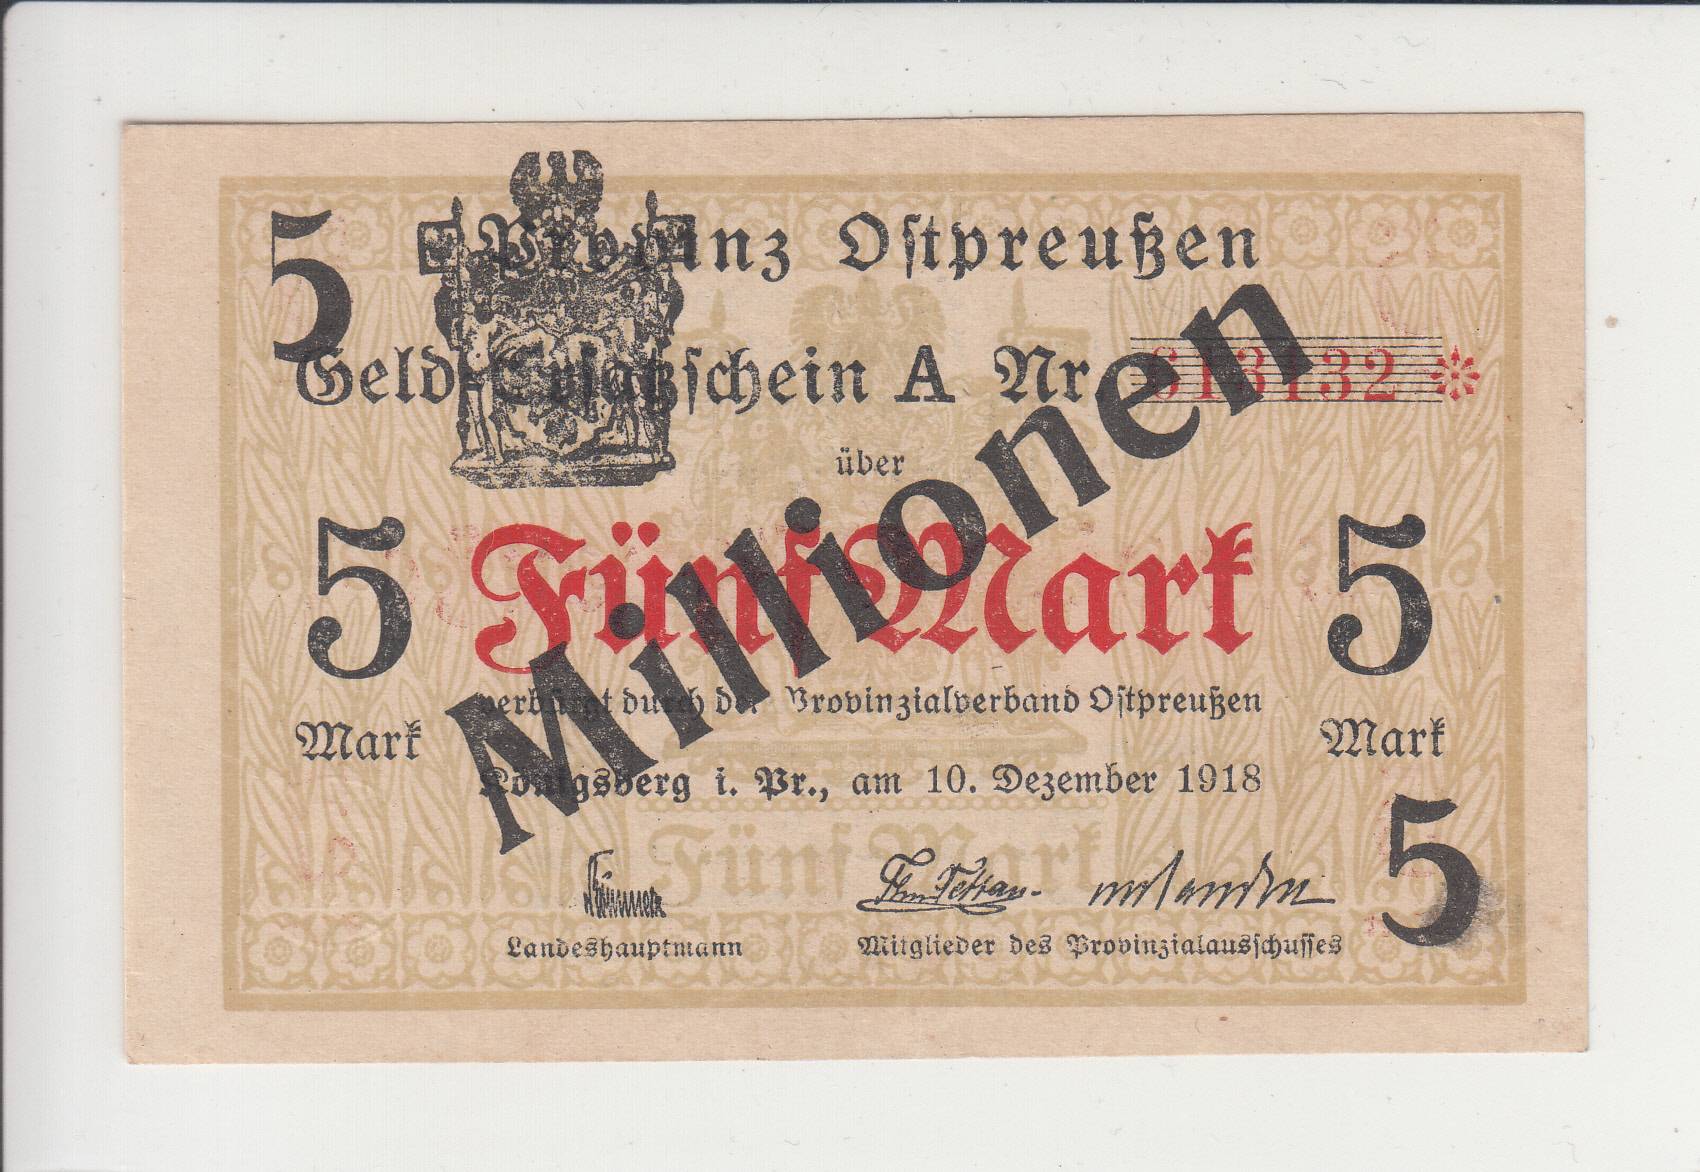 5
Provinz Ostpreußen
Geld-Ersatzschein A Nr
613132 *
über
5 Fünf Mark 5
Millionen
verbürgt durch den Provinzialverband Ostpreußen
Mark Mark
Königsberg i. Pr., am 10. Dezember 1918
Fünf Mark
5
Landeshauptmann Mitglieder des Provinzialausschusses